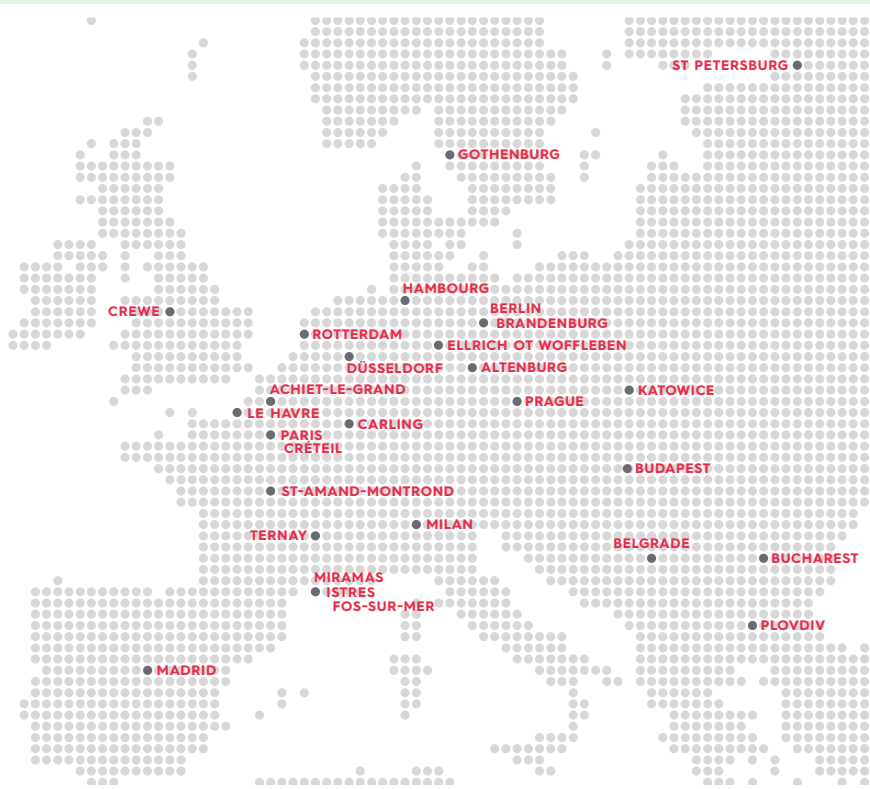 ST PETERSBURG
GOTHENBURG
HAMBOURG
CREWE
BERLIN
BRANDENBURG
ROTTERDAM
ELLRICH OT WOFFLEBEN
DÜSSELDORF
ALTENBURG
ACHIET-LE-GRAND
KATOWICE
PRAGUE
LE HAVRE
CARLING
PARIS
CRÉTEIL
BUDAPEST
ST-AMAND-MONTROND
MILAN
TERNAY
BELGRADE
BUCHAREST
MIRAMAS
ISTRES
FOS-SUR-MER
PLOVDIV
MADRID